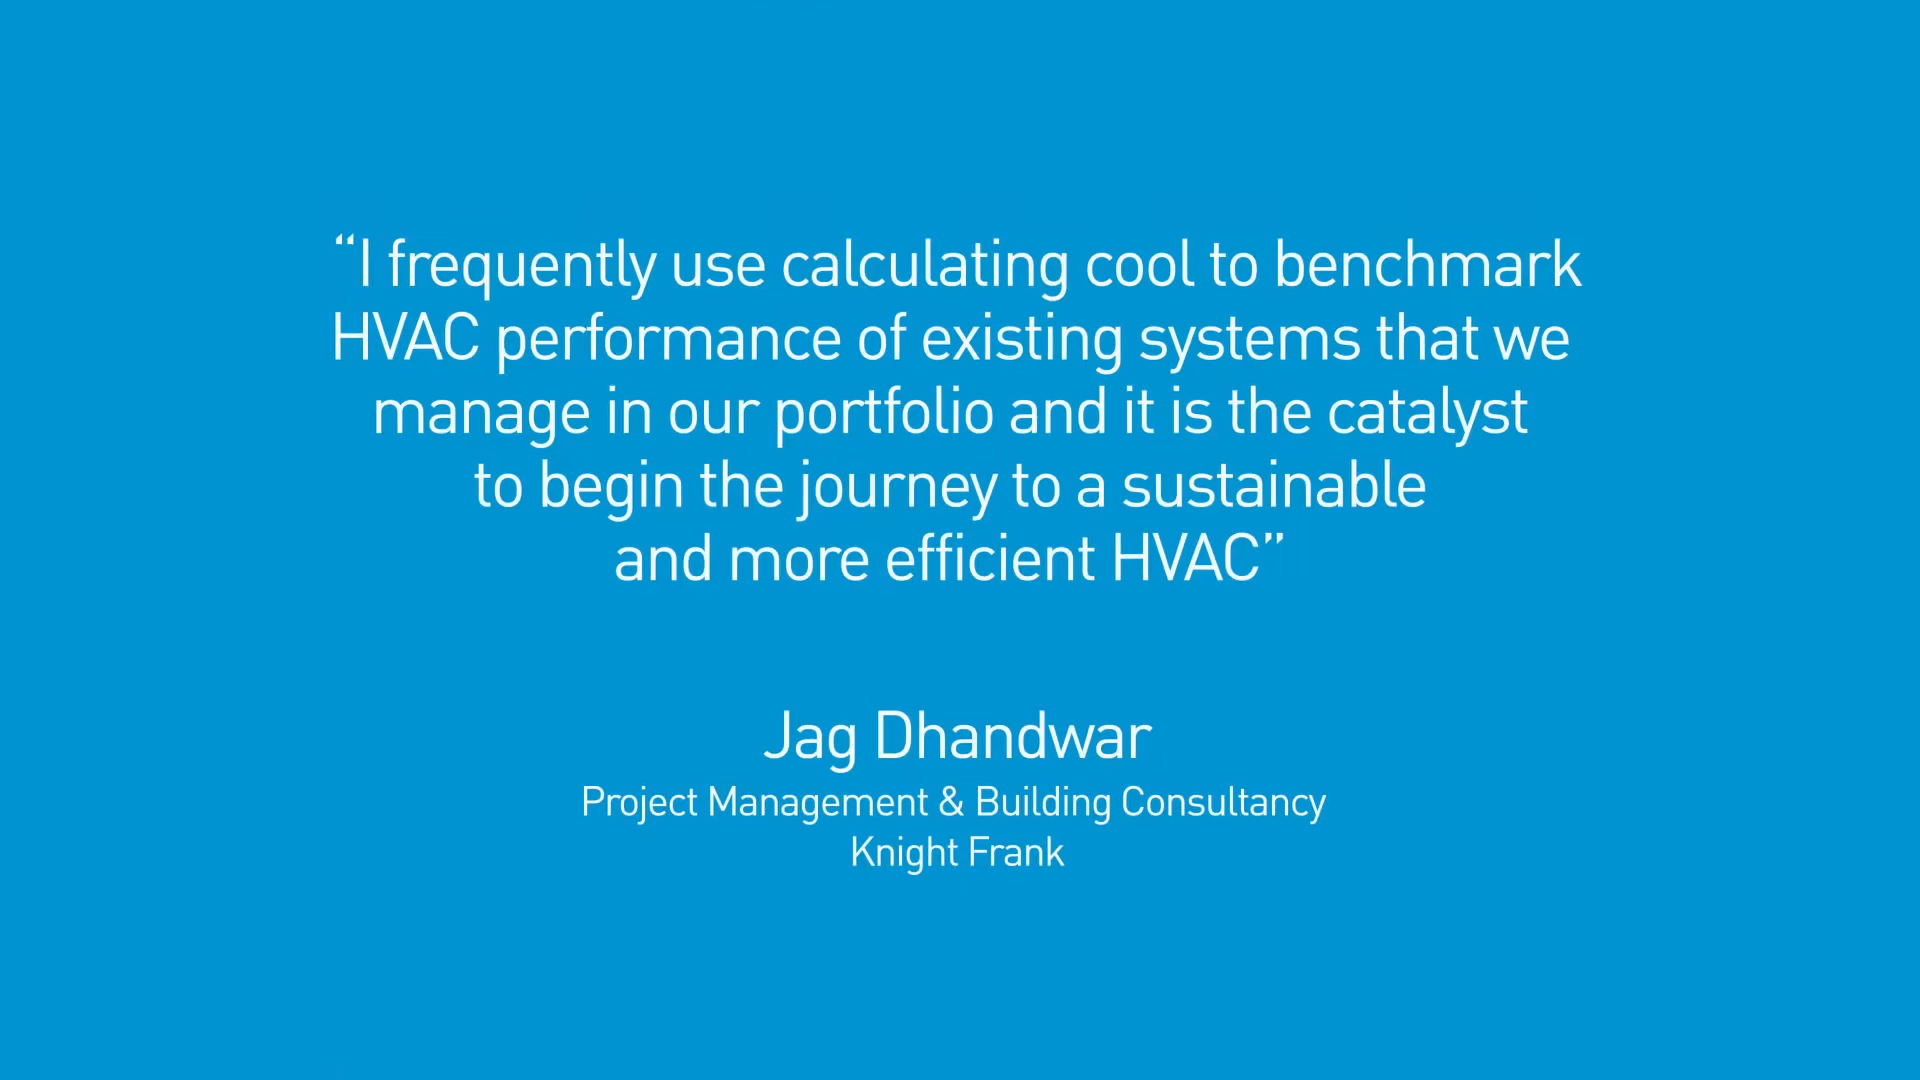 “I frequently use calculating cool to benchmark
HVAC performance of existing systems that we
manage in our portfolio and it is the catalyst
to begin the journey to a sustainable
and more efficient HVAC”
Jag Dhandwar
Project Management & Building Consultancy
Knight Frank